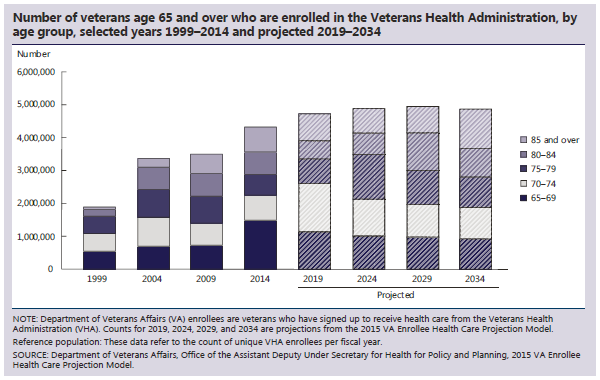 Number of veterans age 65 and over who are enrolled in the Veterans Health Administration, by
age group, selected years 1999–2014 and projected 2019–2034
Number
6,000,000
5,000,000
4,000,000
3,000,000
2,000,000
1,000,000
0
1999
2004
2009
2014
2019
2024
2029
2034
Projected
85 and over
80–84
75–79
70–74
65–69
NOTE: Department of Veterans Affairs (VA) enrollees are veterans who have signed up to receive health care from the Veterans Health
Administration (VHA). Counts for 2019, 2024, 2029, and 2034 are projections from the 2015 VA Enrollee Health Care Projection Model.
Reference population: These data refer to the count of unique VHA enrollees per fiscal year.
SOURCE: Department of Veterans Affairs, Office of the Assistant Deputy Under Secretary for Health for Policy and Planning, 2015 VA Enrollee
Health Care Projection Model.